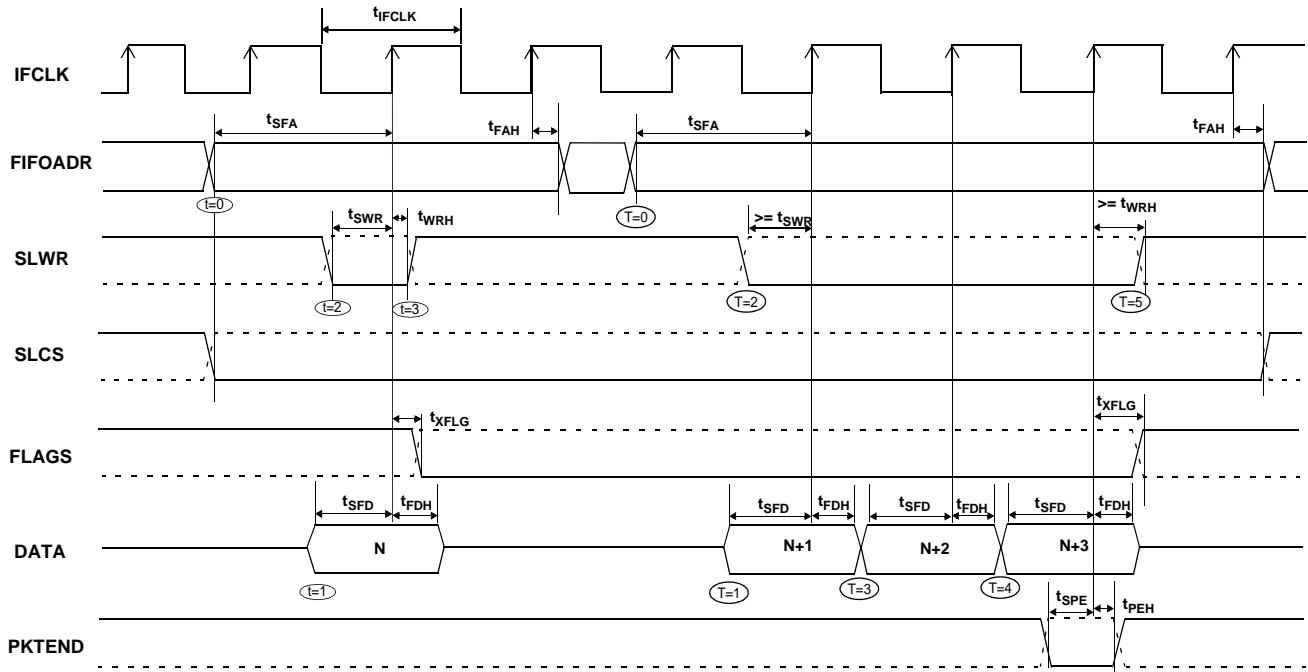 tIFCLK
IFCLK
tSFA
tFAH
tSFA
tFAH
FIFOADR
t=0
T=0
tSWR
tWRH
>= tSWR
>= tWRH
SLWR
t=2
t=3
T=2
T=5
SLCS
tXFLG
tXFLG
FLAGS
tSFD
tFDH
tSFD
tFDH
tSFD
tFDH
tSFD
tFDH
DATA
N
N+1
N+2
N+3
t=1
T=1
T=3
T=4
tSPE
tPEH
PKTEND